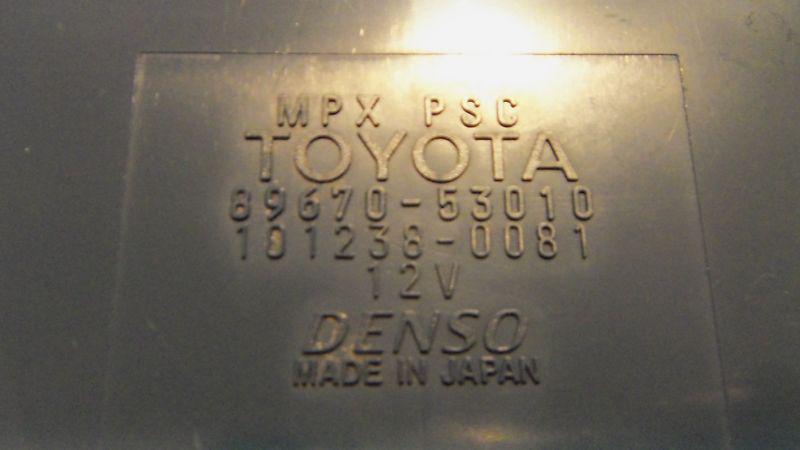 MPX PSC
TOYOTA
89670-53010
101238-0081
12V
DENSO
MADE IN JAPAN